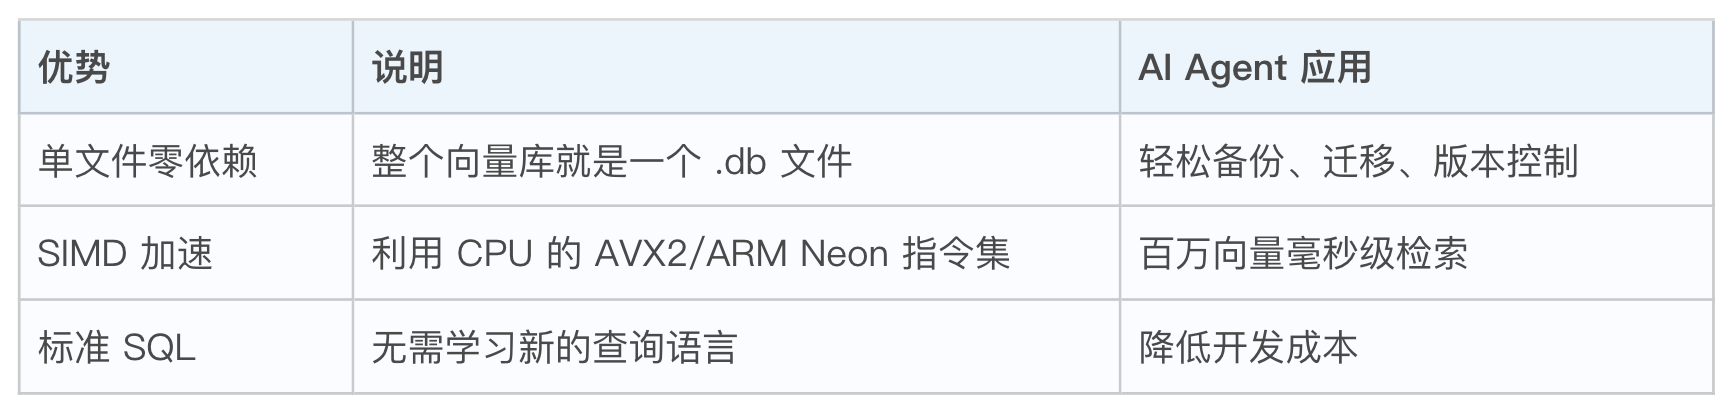 优势 说明 AI Agent 应用
单文件零依赖 整个向量库就是一个 .db 文件 轻松备份、迁移、版本控制
SIMD 加速 利用 CPU 的 AVX2/ARM Neon 指令集 百万向量毫秒级检索
标准 SQL 无需学习新的查询语言 降低开发成本